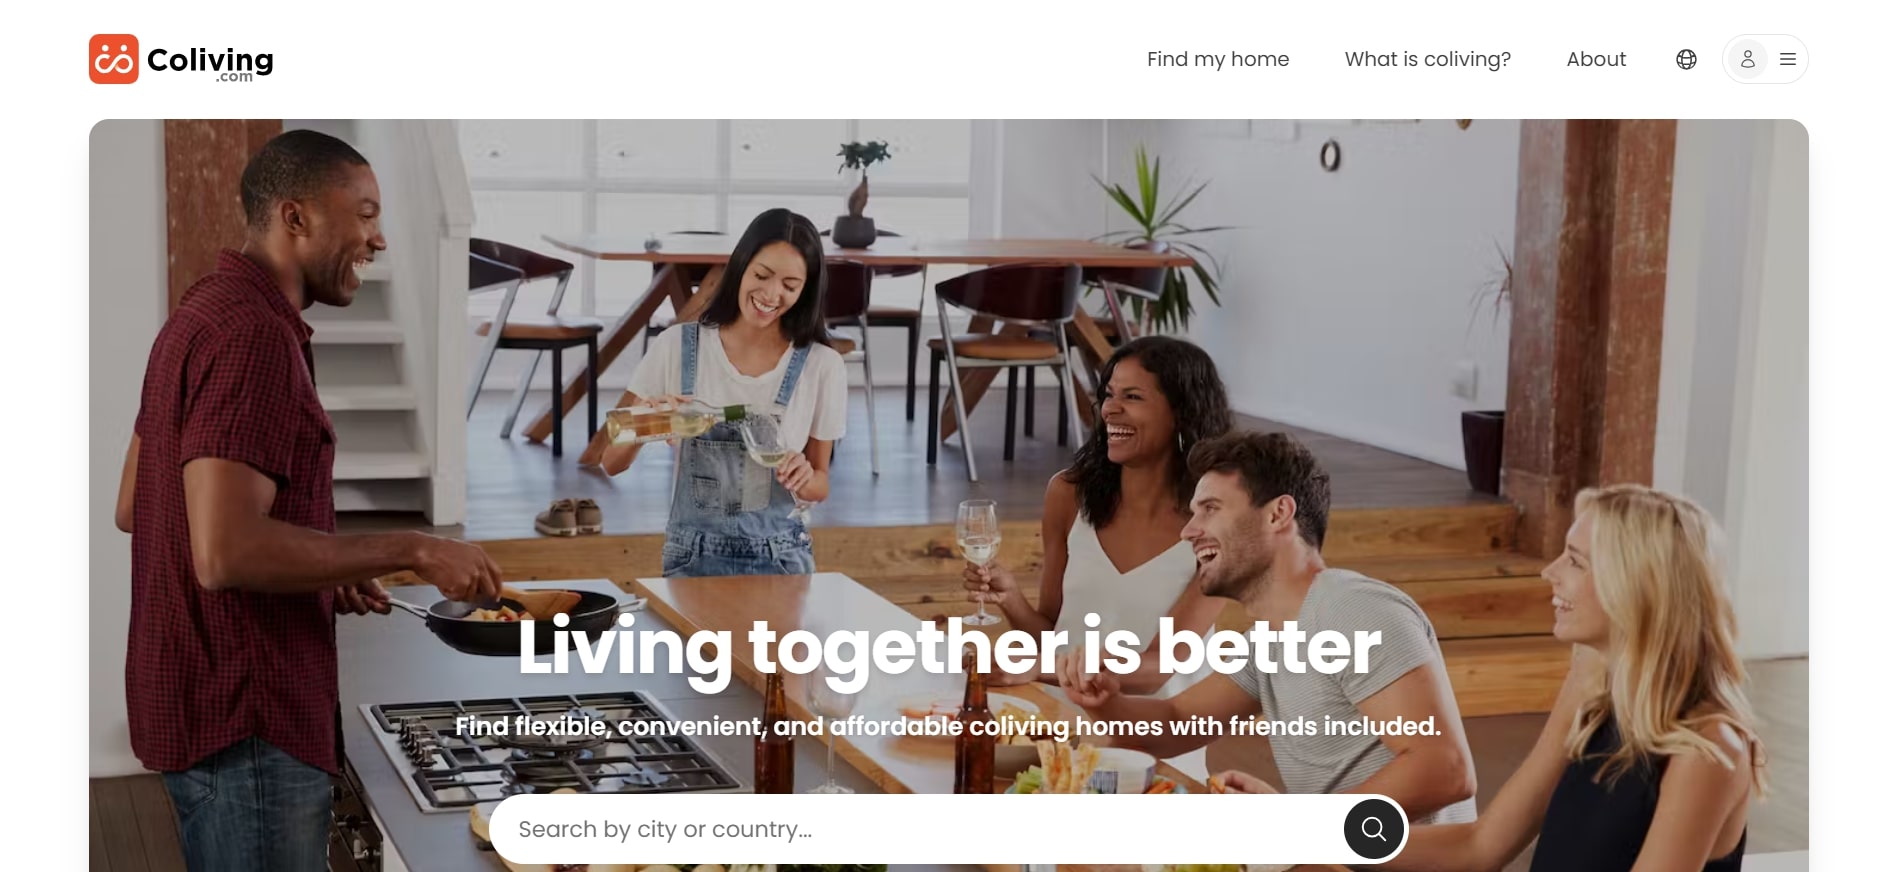 Coliving
.com
Find my home
What is coliving?
About
Living together is better
Find flexible, convenient, and affordable coliving homes with friends included.
Search by city or country...